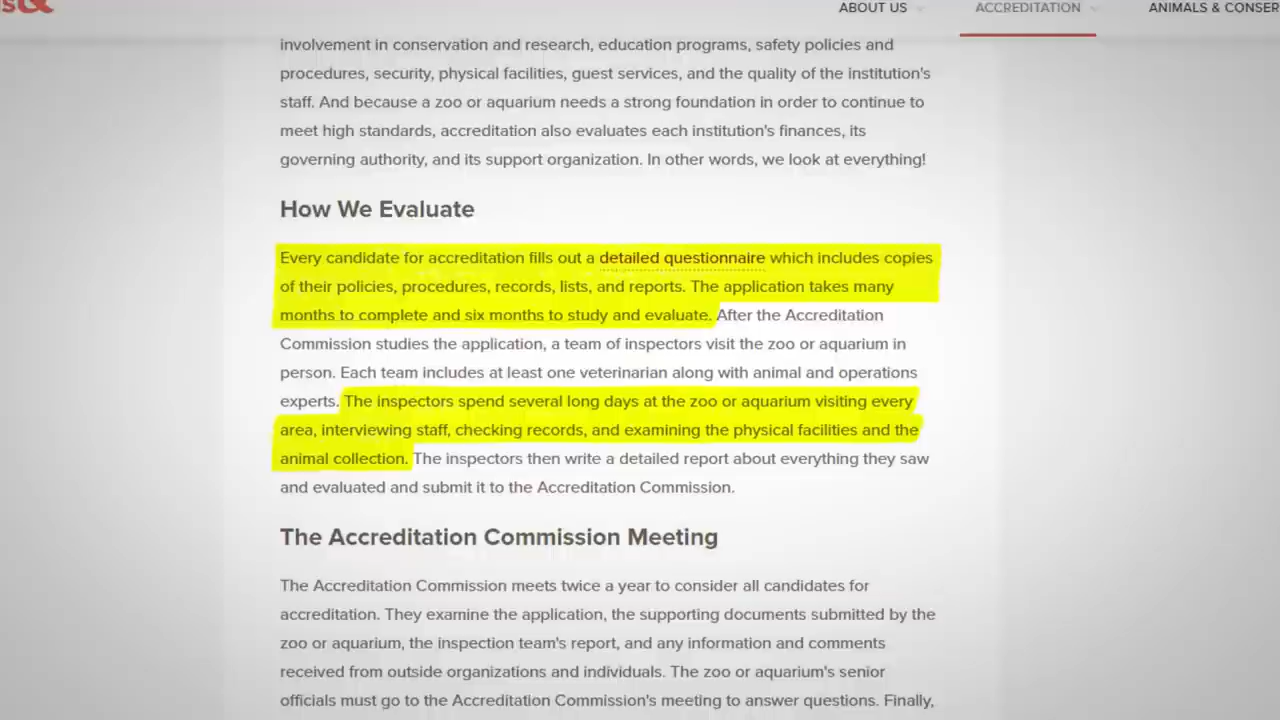 s&
ABOUT US
ACCREDITATION
ANIMALS & CONSER
involvement in conservation and research, education programs, safety policies and
procedures, security, physical facilities, guest services, and the quality of the institution's
staff. And because a zoo or aquarium needs a strong foundation in order to continue to
meet high standards, accreditation also evaluates each institution's finances, its
governing authority, and its support organization. In other words, we look at everything!
How We Evaluate
Every candidate for accreditation fills out a detailed questionnaire which includes copies
of their policies, procedures, records, lists, and reports. The application takes many
months to complete and six months to study and evaluate. After the Accreditation
Commission studies the application, a team of inspectors visit the zoo or aquarium in
person. Each team includes at least one veterinarian along with animal and operations
experts. The inspectors spend several long days at the zoo or aquarium visiting every
area, interviewing staff, checking records, and examining the physical facilities and the
animal collection. The inspectors then write a detailed report about everything they saw
and evaluated and submit it to the Accreditation Commission.
The Accreditation Commission Meeting
The Accreditation Commission meets twice a year to consider all candidates for
accreditation. They examine the application, the supporting documents submitted by the
zoo or aquarium, the inspection team's report, and any information and comments
received from outside organizations and individuals. The zoo or aquarium's senior
officials must go to the Accreditation Commission's meeting to answer questions. Finally,